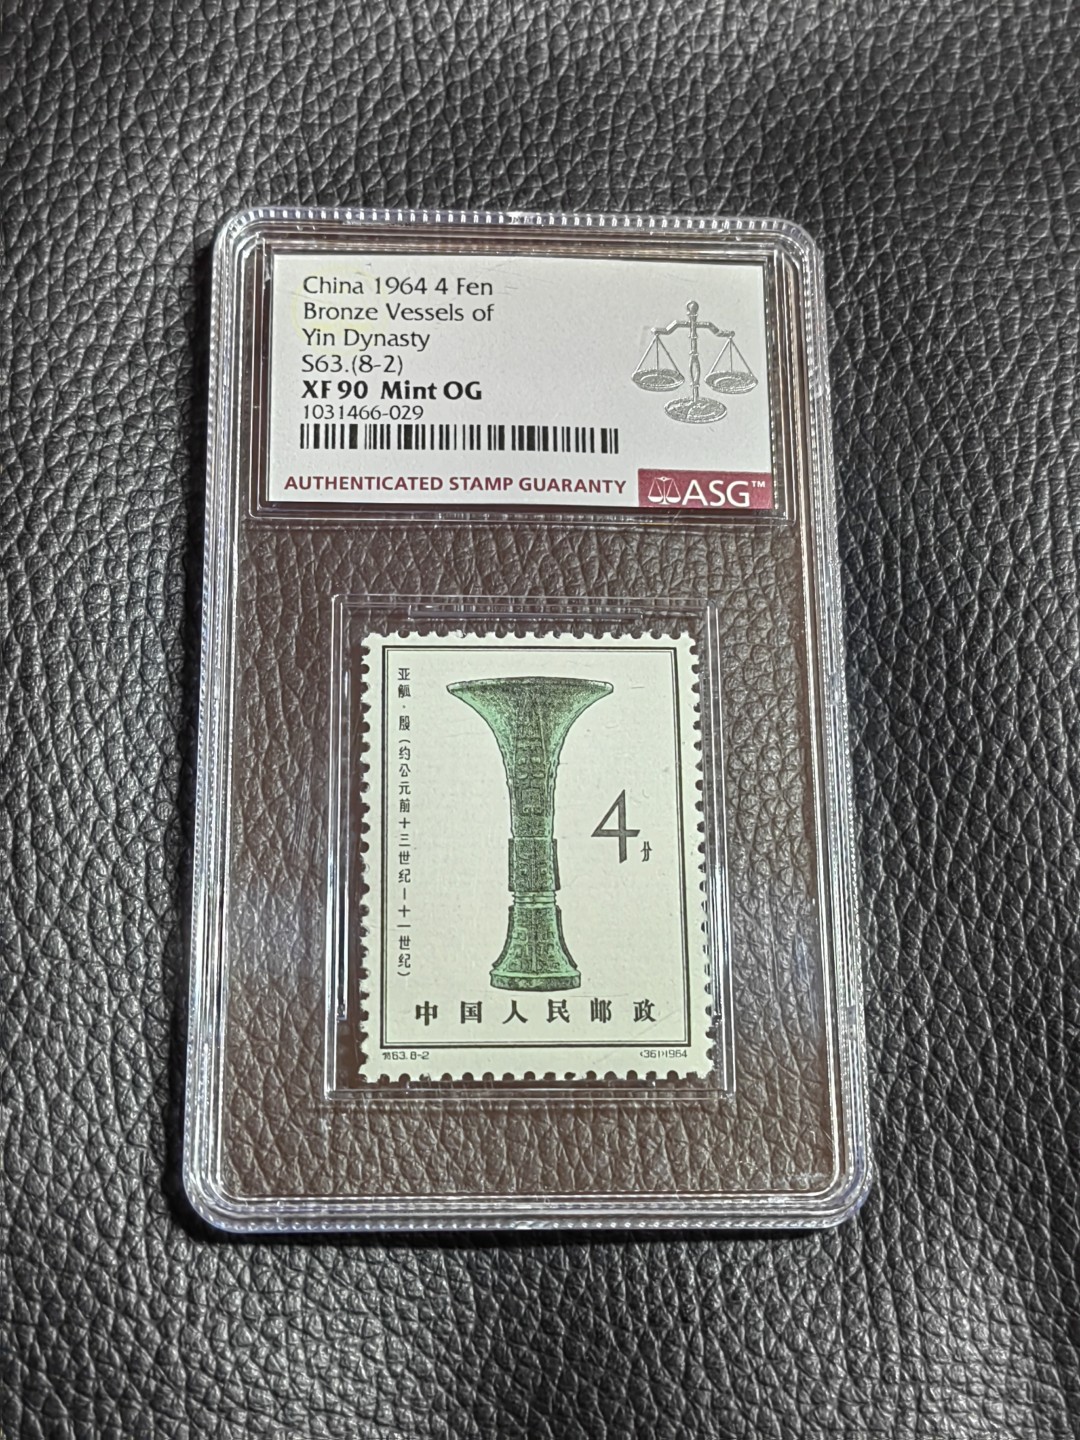 China 1964 4 Fen
Bronze Vessels of
Yin Dynasty
S63.(8-2)
XF 90 Mint OG
1031466-029
AUTHENTICATED STAMP GUARANTY
ASG™
亚觚·殷(约公元前十三世纪—十一世纪)
4分
中国人民邮政
特63.8-2
(361)1964